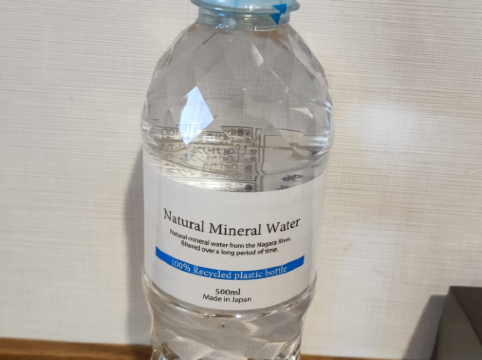 Natural Mineral Water
Natural mineral water from the Nagara River,
filtered over a long period of time.
100% Recycled plastic bottle
500ml
Made in Japan